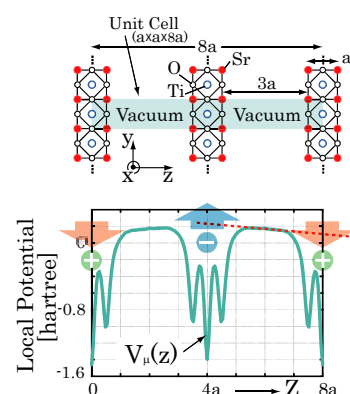 Unit Cell
(axax8a)
8a
Sr
a
O
Ti
3a
Vacuum
Vacuum
y
x
z
Local Potential
[hartree]
0
-0.8
-1.6
+
−
+
Vμ(z)
0
4a
Z
8a